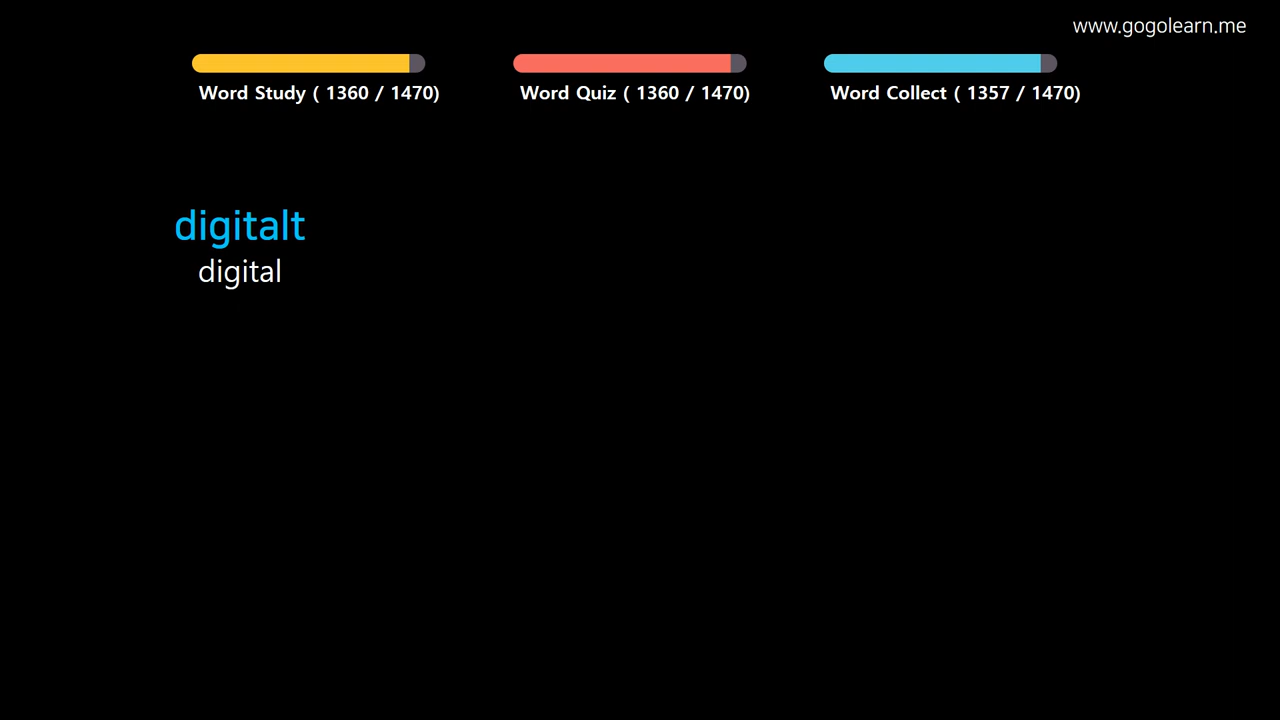 www.gogolearn.me
Word Study ( 1360 / 1470)
Word Quiz ( 1360 / 1470)
Word Collect ( 1357 / 1470)
digitalt
digital